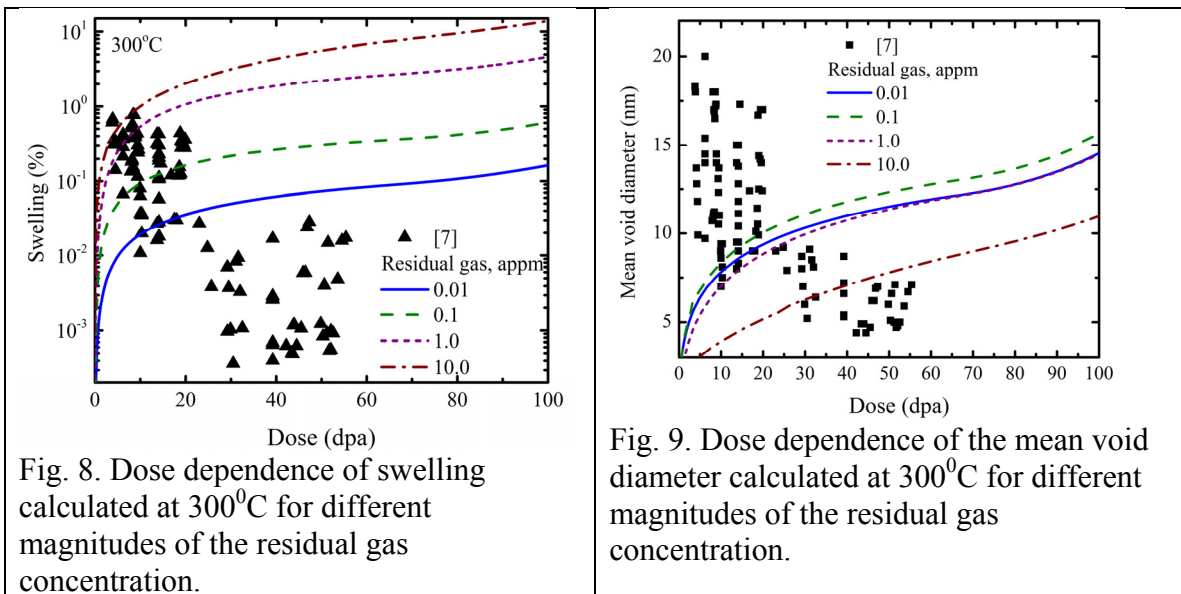 300°C
[7]
Residual gas, appm
0.01
0.1
1.0
10.0
10¹
10⁰
10⁻¹
10⁻²
10⁻³
Swelling (%)
0 20 40 60 80 100
Dose (dpa)
Fig. 8. Dose dependence of swelling
calculated at 300⁰C for different
magnitudes of the residual gas
concentration.
[7]
Residual gas, appm
0.01
0.1
1.0
10.0
20
15
10
5
Mean void diameter (nm)
0 10 20 30 40 50 60 70 80 90 100
Dose (dpa)
Fig. 9. Dose dependence of the mean void
diameter calculated at 300⁰C for different
magnitudes of the residual gas
concentration.